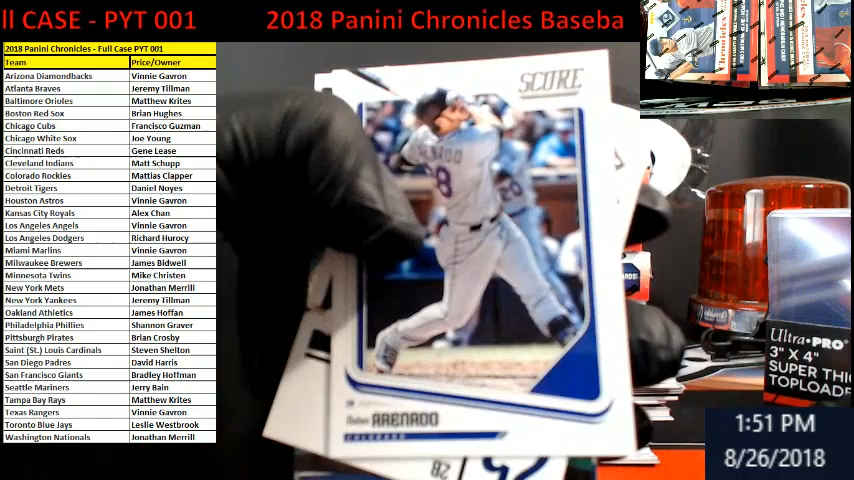 ll CASE - PYT 001
2018 Panini Chronicles Baseba
2018 Panini Chronicles - Full Case PYT 001
Team Price/Owner
Arizona Diamondbacks Vinnie Gavron
Atlanta Braves Jeremy Tillman
Baltimore Orioles Matthew Krites
Boston Red Sox Brian Hughes
Chicago Cubs Francisco Guzman
Chicago White Sox Joe Young
Cincinnati Reds Gene Lease
Cleveland Indians Matt Schupp
Colorado Rockies Mattias Clapper
Detroit Tigers Daniel Noyes
Houston Astros Vinnie Gavron
Kansas City Royals Alex Chan
Los Angeles Angels Vinnie Gavron
Los Angeles Dodgers Richard Hurocy
Miami Marlins Vinnie Gavron
Milwaukee Brewers James Bidwell
Minnesota Twins Mike Christen
New York Mets Jonathan Merrill
New York Yankees Jeremy Tillman
Oakland Athletics James Hoffan
Philadelphia Phillies Shannon Graver
Pittsburgh Pirates Brian Crosby
Saint (St.) Louis Cardinals Steven Shelton
San Diego Padres David Harris
San Francisco Giants Bradley Hoffman
Seattle Mariners Jerry Bain
Tampa Bay Rays Matthew Krites
Texas Rangers Vinnie Gavron
Toronto Blue Jays Leslie Westbrook
Washington Nationals Jonathan Merrill
SCORE
ARENADO
28
Nolan ARENADO
COLORADO
28
Chronicles
Ultra PRO
3" X 4"
SUPER THI
TOPLOADE
1:51 PM
8/26/2018